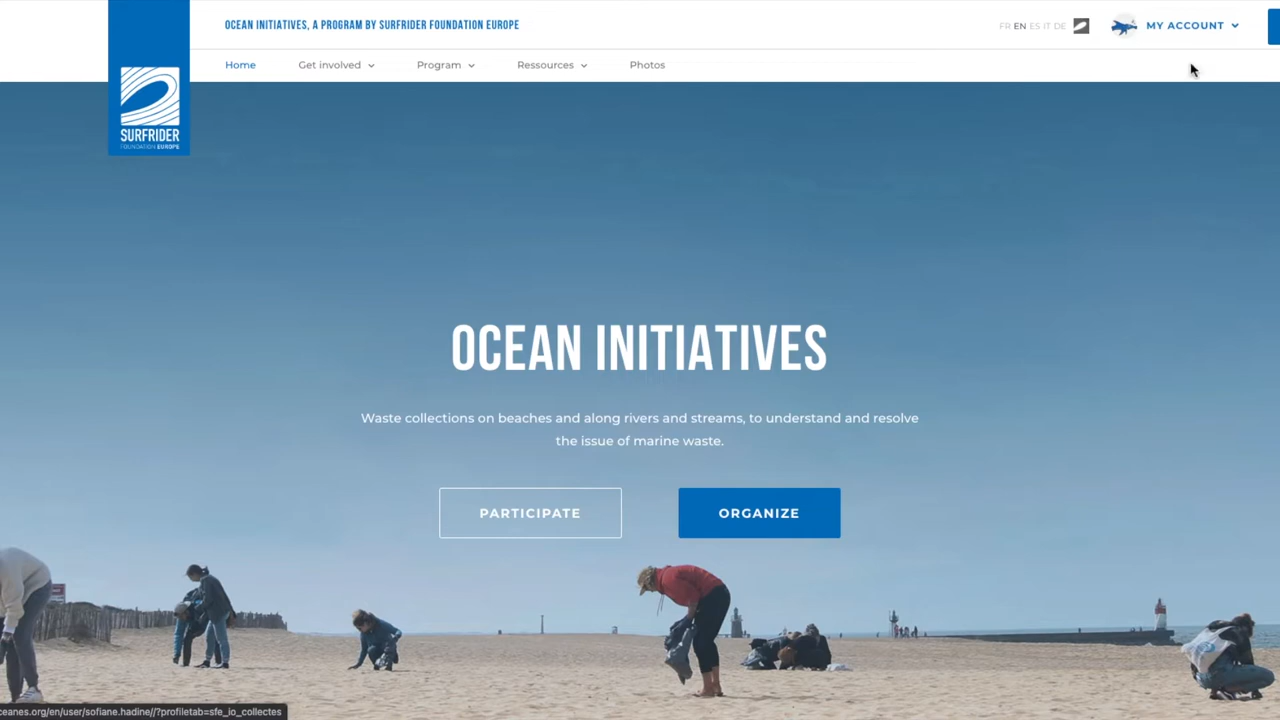 OCEAN INITIATIVES, A PROGRAM BY SURFRIDER FOUNDATION EUROPE
FR EN ES IT DE
MY ACCOUNT
Home Get involved Program Ressources Photos
SURFRIDER
FOUNDATION EUROPE
OCEAN INITIATIVES
Waste collections on beaches and along rivers and streams, to understand and resolve
the issue of marine waste.
PARTICIPATE ORGANIZE
ceanes.org/en/user/sofiane.hadine//?profiletab=sfe_io_collectes